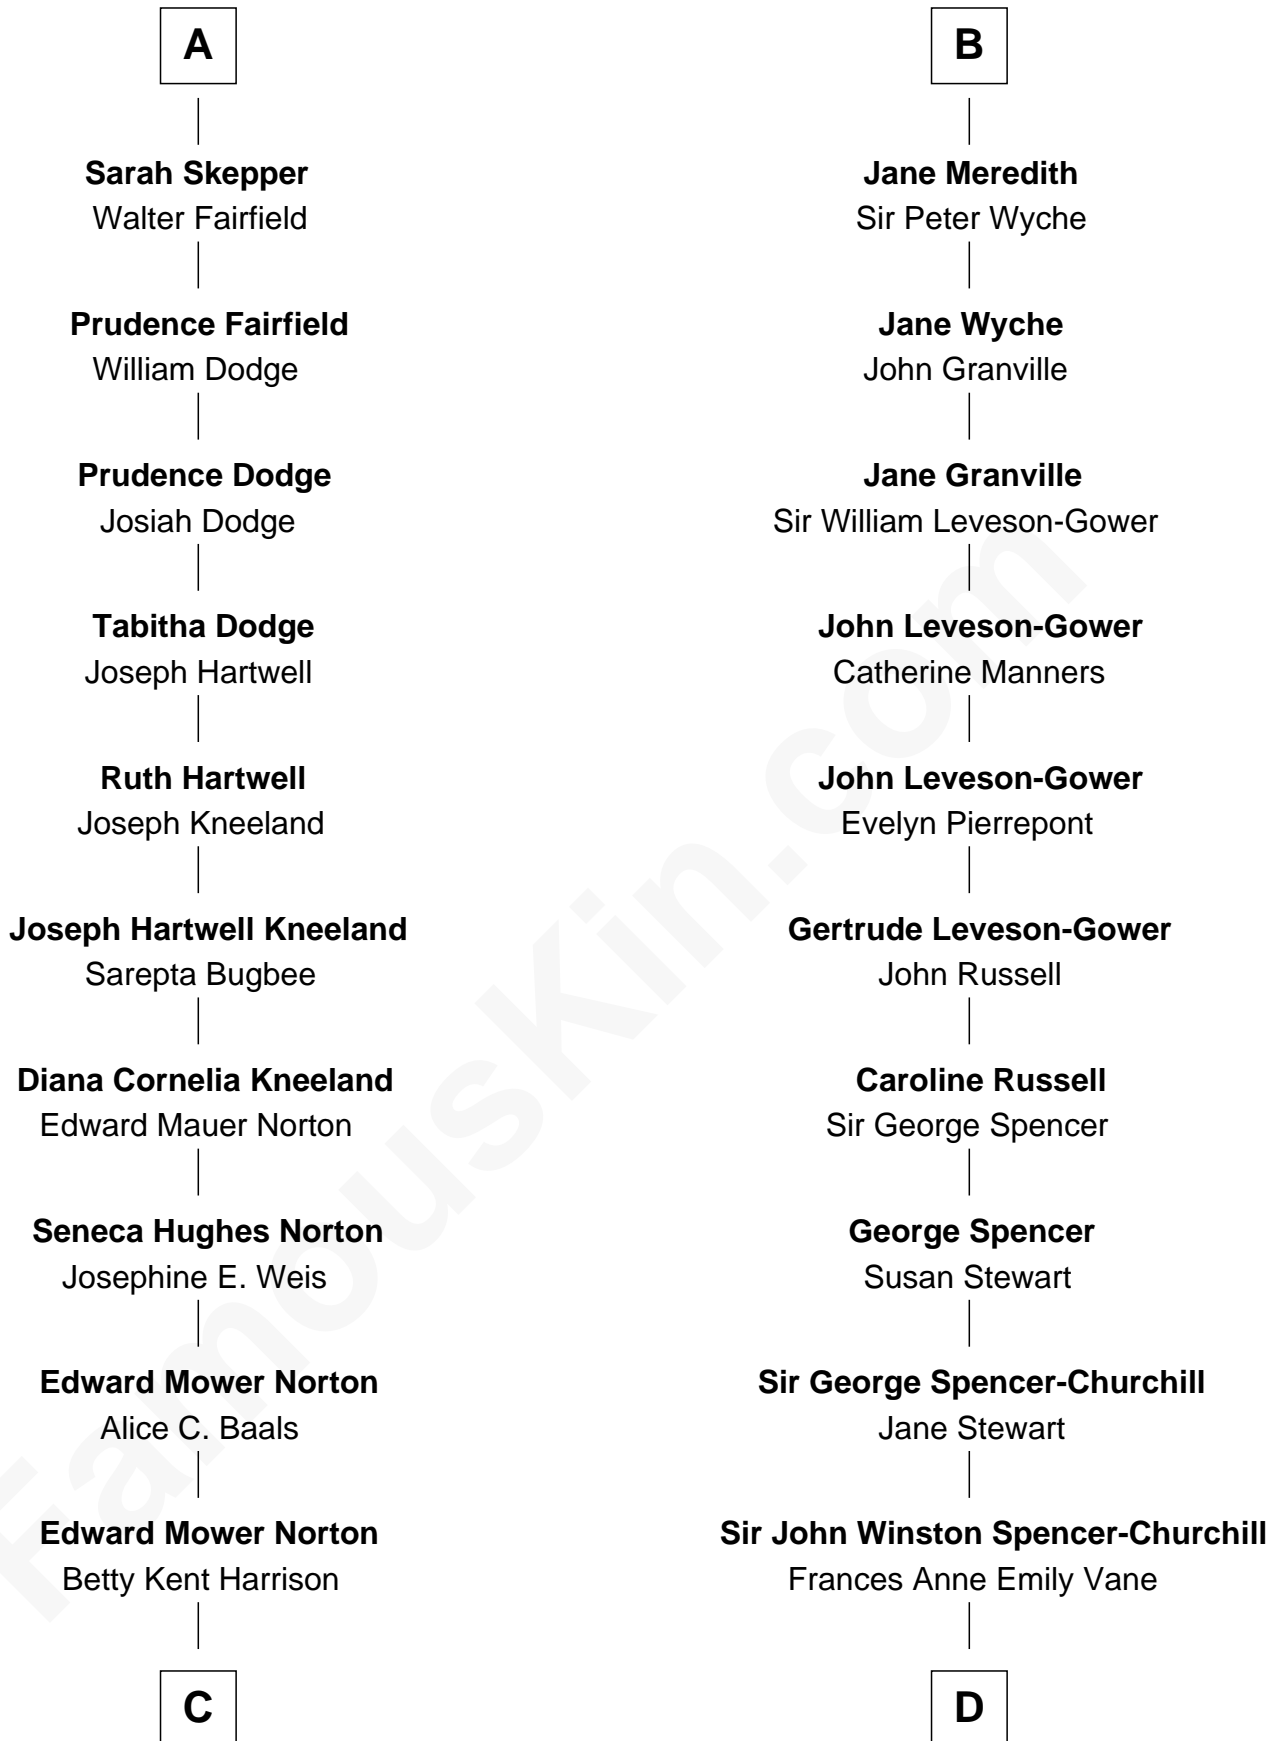 A
Sarah Skepper
Walter Fairfield
Prudence Fairfield
William Dodge
Prudence Dodge
Josiah Dodge
Tabitha Dodge
Joseph Hartwell
Ruth Hartwell
Joseph Kneeland
Joseph Hartwell Kneeland
Sarepta Bugbee
Diana Cornelia Kneeland
Edward Mauer Norton
Seneca Hughes Norton
Josephine E. Weis
Edward Mower Norton
Alice C. Baals
Edward Mower Norton
Betty Kent Harrison
C
B
Jane Meredith
Sir Peter Wyche
Jane Wyche
John Granville
Jane Granville
Sir William Leveson-Gower
John Leveson-Gower
Catherine Manners
John Leveson-Gower
Evelyn Pierrepont
Gertrude Leveson-Gower
John Russell
Caroline Russell
Sir George Spencer
George Spencer
Susan Stewart
Sir George Spencer-Churchill
Jane Stewart
Sir John Winston Spencer-Churchill
Frances Anne Emily Vane
D
FamousKin.com